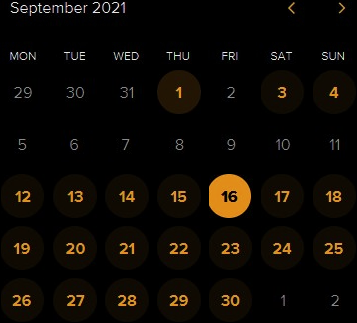 September 2021 < >
MON TUE WED THU FRI SAT SUN
29 30 31 1 2 3 4
5 6 7 8 9 10 11
12 13 14 15 16 17 18
19 20 21 22 23 24 25
26 27 28 29 30 1 2